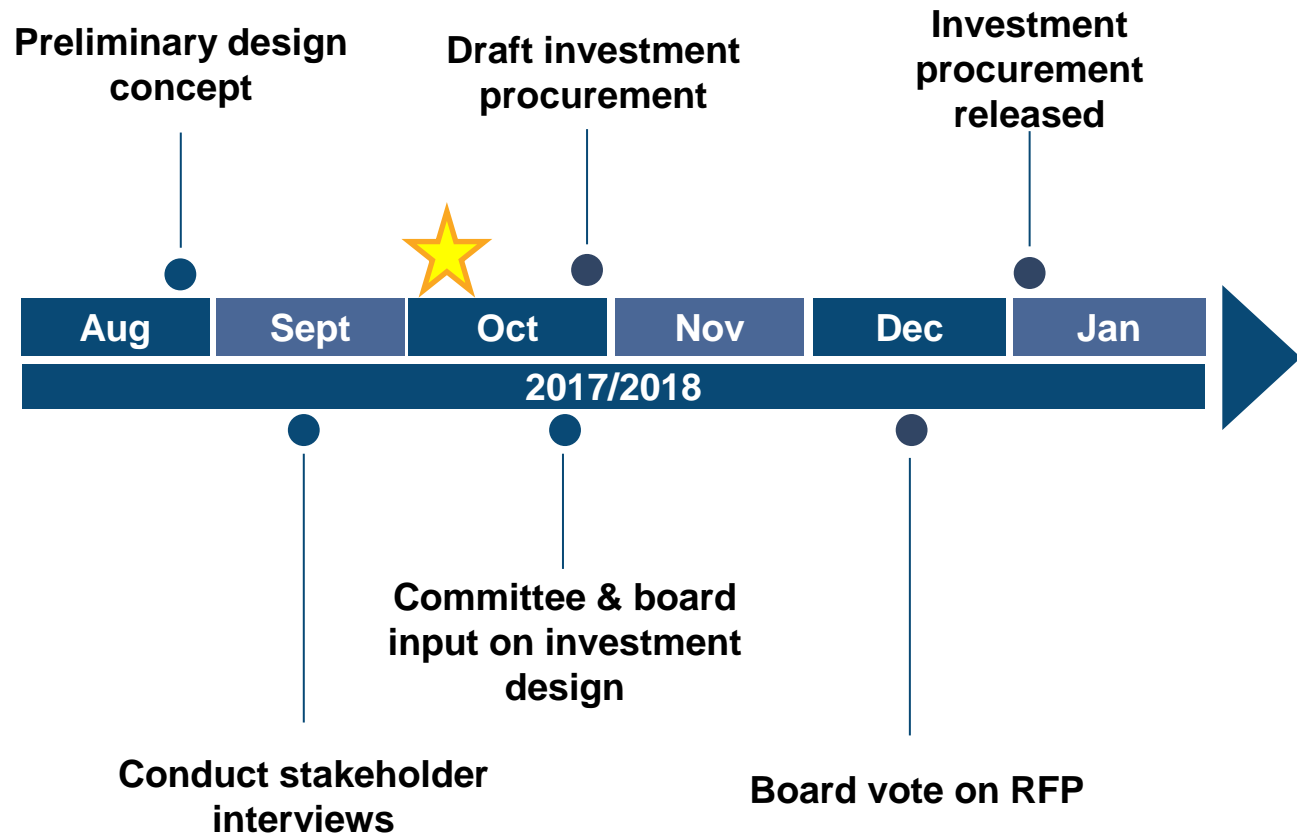 Preliminary design
concept
Draft investment
procurement
Investment
procurement
released
Aug
Sept
Oct
Nov
Dec
Jan
2017/2018
Committee & board
input on investment
design
Conduct stakeholder
interviews
Board vote on RFP